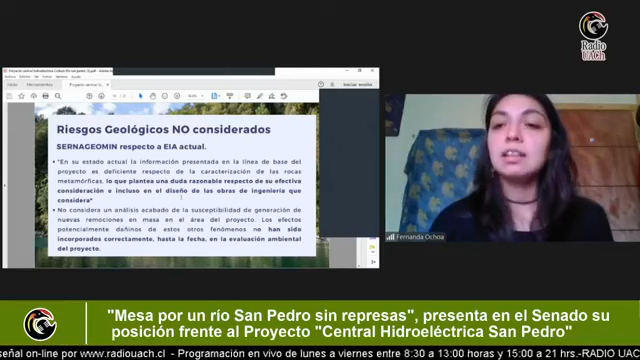 Radio
UACh
Inicio
Herramientas
Iniciar sesión
Riesgos Geológicos NO considerados
SERNAGEOMIN respecto a EIA actual.
"En su estado actual la información presentada en la línea de base del
proyecto es deficiente respecto de la caracterización de las rocas
metamórficas, lo que plantea una duda razonable respecto de su efectiva
consideración e incluso en el diseño de las obras de ingeniería que
considera"
No considera un análisis acabado de la susceptibilidad de generación de
nuevas remociones en masa en el área del proyecto. Los efectos
potencialmente dañinos de estos otros fenómenos no han sido
incorporados correctamente, hasta la fecha, en la evaluación ambiental
del proyecto.
Fernanda Ochoa
"Mesa por un río San Pedro sin represas", presenta en el Senado su
posición frente al Proyecto "Central Hidroeléctrica San Pedro"
señal on-line por www.radiouach.cl - Programación en vivo de lunes a viernes entre 8:30 a 13:00 horas y 15:00 a 21 hrs.-RADIO UACH